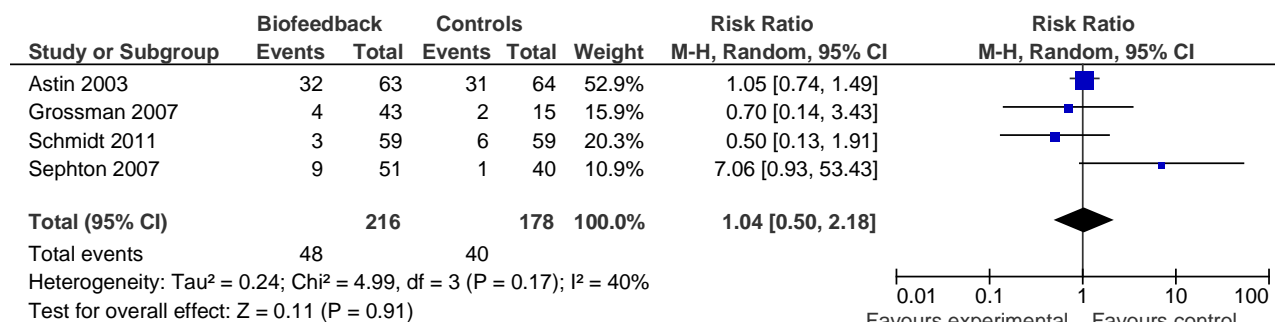 Biofeedback Controls Risk Ratio Risk Ratio
Study or Subgroup Events Total Events Total Weight M-H, Random, 95% CI M-H, Random, 95% CI
Astin 2003 32 63 31 64 52.9% 1.05 [0.74, 1.49]
Grossman 2007 4 43 2 15 15.9% 0.70 [0.14, 3.43]
Schmidt 2011 3 59 6 59 20.3% 0.50 [0.13, 1.91]
Sephton 2007 9 51 1 40 10.9% 7.06 [0.93, 53.43]
Total (95% CI) 216 178 100.0% 1.04 [0.50, 2.18]
Total events 48 40
Heterogeneity: Tau² = 0.24; Chi² = 4.99, df = 3 (P = 0.17); I² = 40%
Test for overall effect: Z = 0.11 (P = 0.91)
0.01 0.1 1 10 100
Favours experimental Favours control